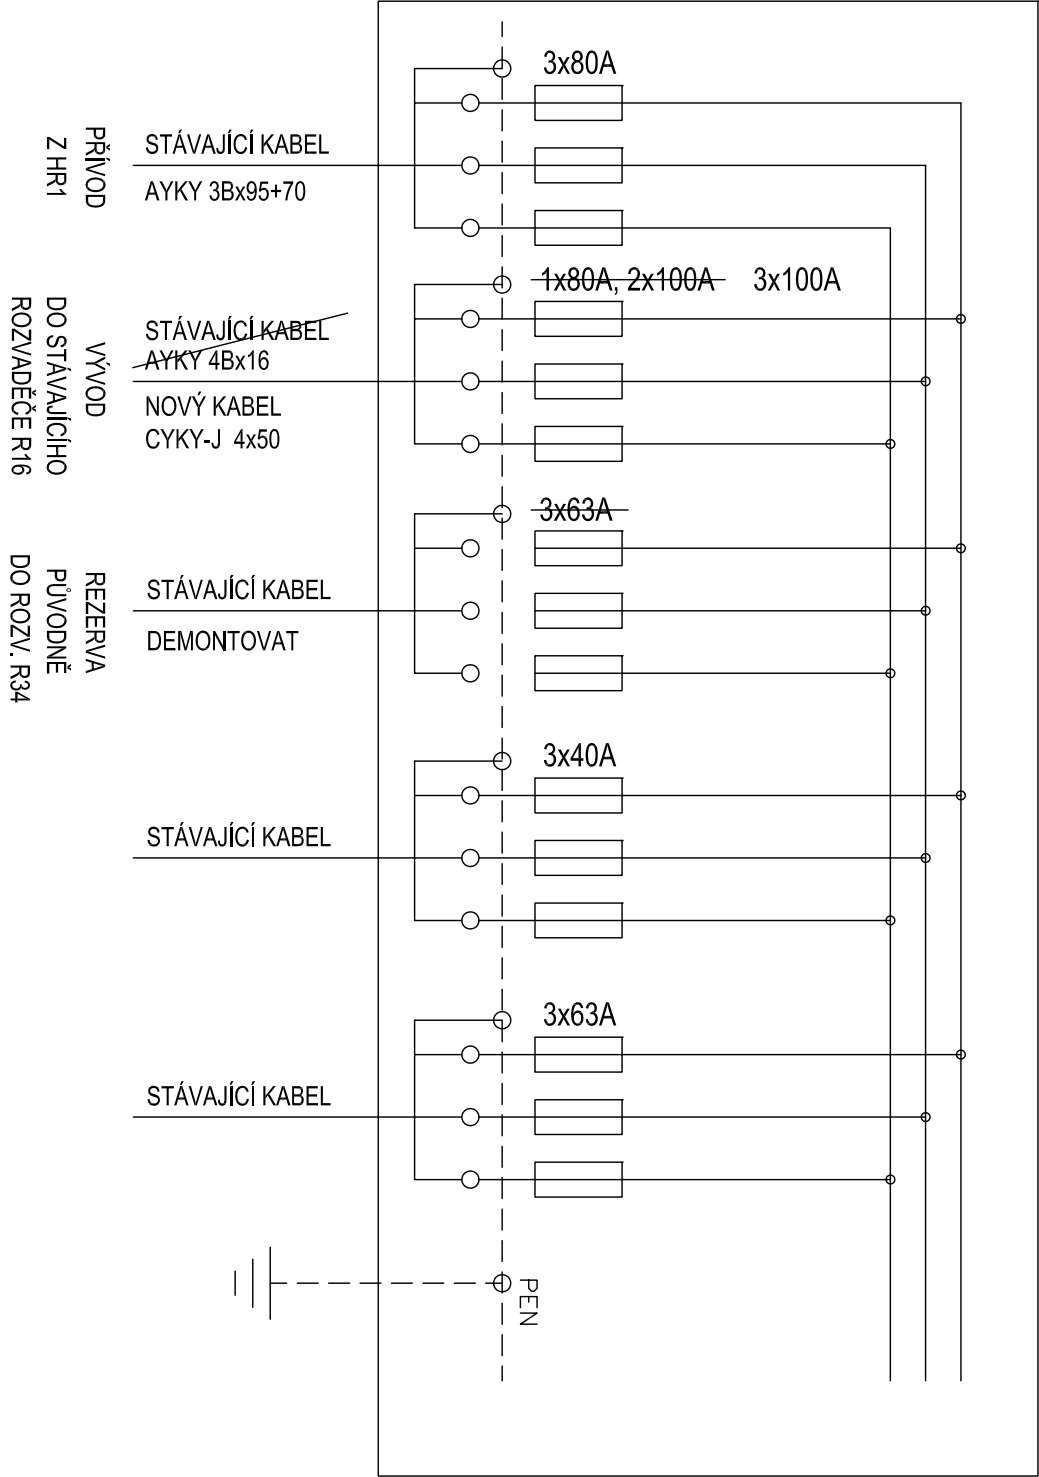 3x80A
PŘÍVOD
Z HR1
STÁVAJÍCÍ KABEL
AYKY 3Bx95+70
1x80A, 2x100A 3x100A
VÝVOD
DO STÁVAJÍCÍHO
ROZVADĚČE R16
STÁVAJÍCÍ KABEL
AYKY 4Bx16
NOVÝ KABEL
CYKY-J 4x50
3x63A
REZERVA
PŮVODNĚ
DO ROZV. R34
STÁVAJÍCÍ KABEL
DEMONTOVAT
3x40A
STÁVAJÍCÍ KABEL
3x63A
STÁVAJÍCÍ KABEL
PEN